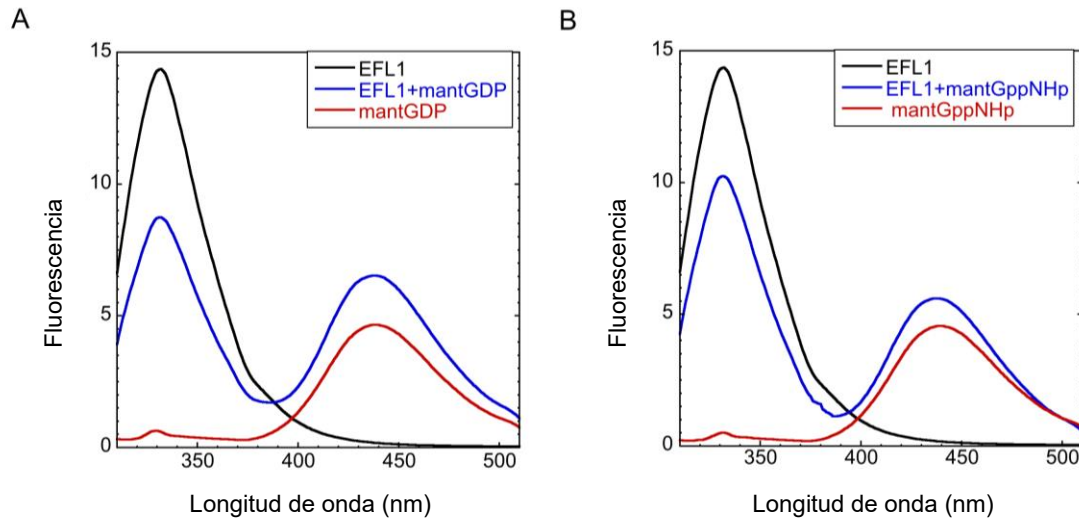 A
15
10
5
0
Fluorescencia
EFL1
EFL1+mantGDP
mantGDP
350
400
450
500
Longitud de onda (nm)
B
15
10
5
0
Fluorescencia
EFL1
EFL1+mantGppNHp
mantGppNHp
350
400
450
500
Longitud de onda (nm)